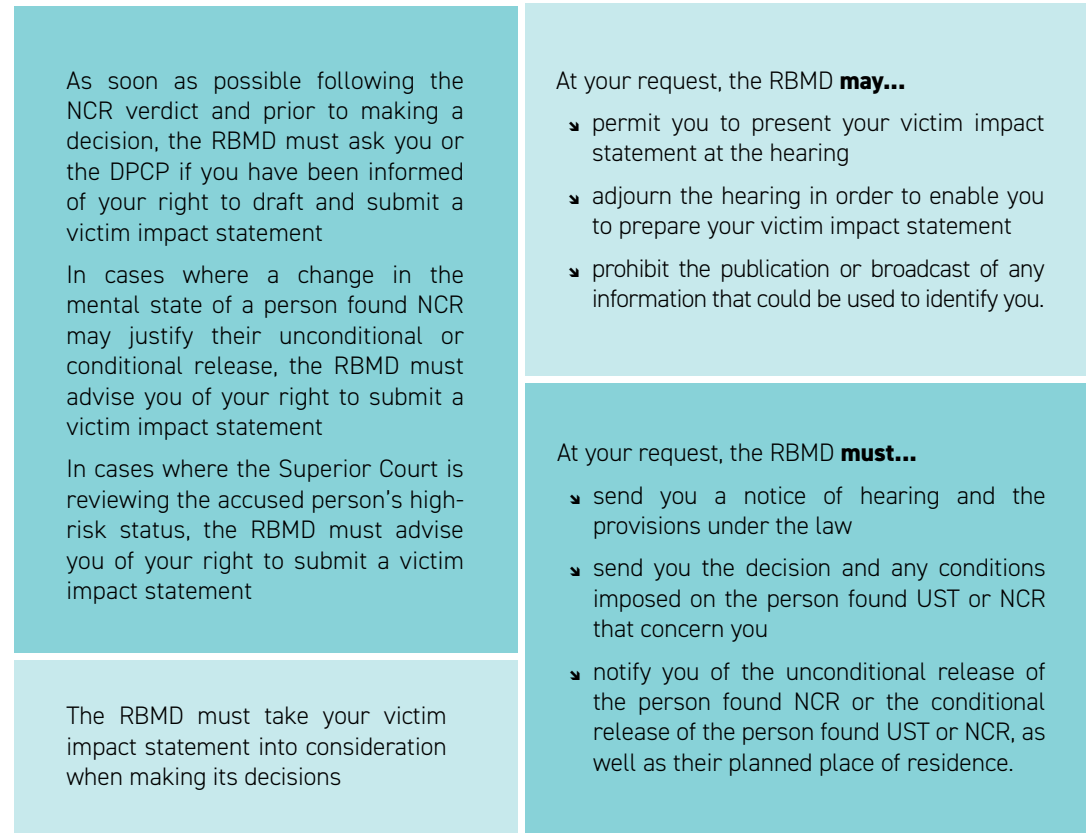 As soon as possible following the
NCR verdict and prior to making a
decision, the RBMD must ask you or
the DPCP if you have been informed
of your right to draft and submit a
victim impact statement
In cases where a change in the
mental state of a person found NCR
may justify their unconditional or
conditional release, the RBMD must
advise you of your right to submit a
victim impact statement
In cases where the Superior Court is
reviewing the accused person's high-
risk status, the RBMD must advise
you of your right to submit a victim
impact statement
The RBMD must take your victim
impact statement into consideration
when making its decisions
At your request, the RBMD may...
permit you to present your victim impact
statement at the hearing
adjourn the hearing in order to enable you
to prepare your victim impact statement
prohibit the publication or broadcast of any
information that could be used to identify you.
At your request, the RBMD must...
send you a notice of hearing and the
provisions under the law
send you the decision and any conditions
imposed on the person found UST or NCR
that concern you
notify you of the unconditional release of
the person found NCR or the conditional
release of the person found UST or NCR, as
well as their planned place of residence.